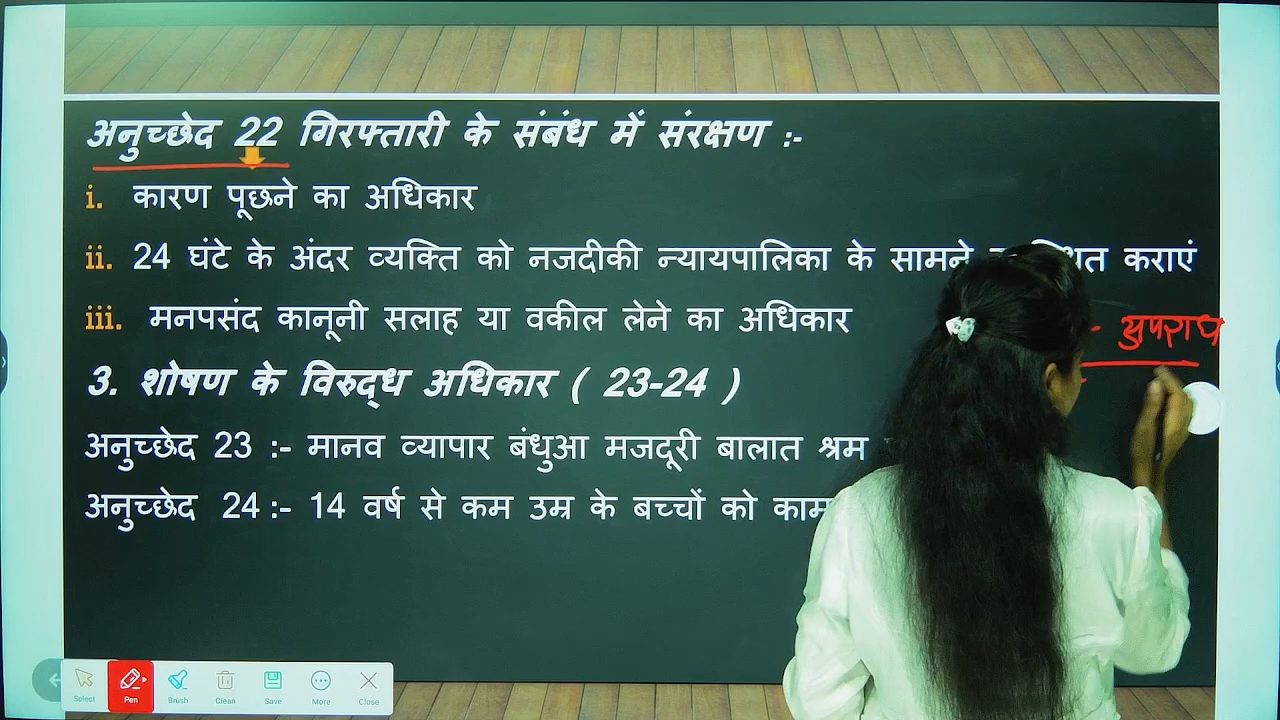 अनुच्छेद 22 गिरफ्तारी के संबंध में संरक्षण :-
i. कारण पूछने का अधिकार
ii. 24 घंटे के अंदर व्यक्ति को नजदीकी न्यायपालिका के सामने कराएं
iii. मनपसंद कानूनी सलाह या वकील लेने का अधिकार
- अपराध
3. शोषण के विरुद्ध अधिकार ( 23-24 )
अनुच्छेद 23 :- मानव व्यापार बंधुआ मजदूरी बालात श्रम
अनुच्छेद 24 :- 14 वर्ष से कम उम्र के बच्चों को काम
Select Pen Brush Clean Save More Close